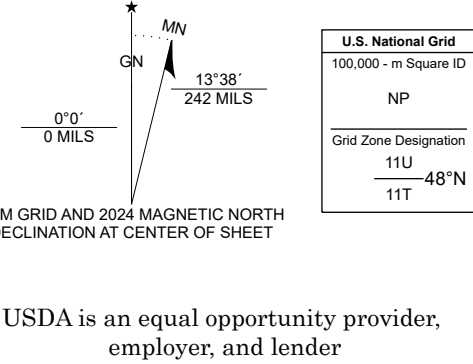 MN
GN
13°38´
242 MILS
0°0´
0 MILS
M GRID AND 2024 MAGNETIC NORTH
ECLINATION AT CENTER OF SHEET
U.S. National Grid
100,000 - m Square ID
NP
Grid Zone Designation
11U
48°N
11T
USDA is an equal opportunity provider,
employer, and lender